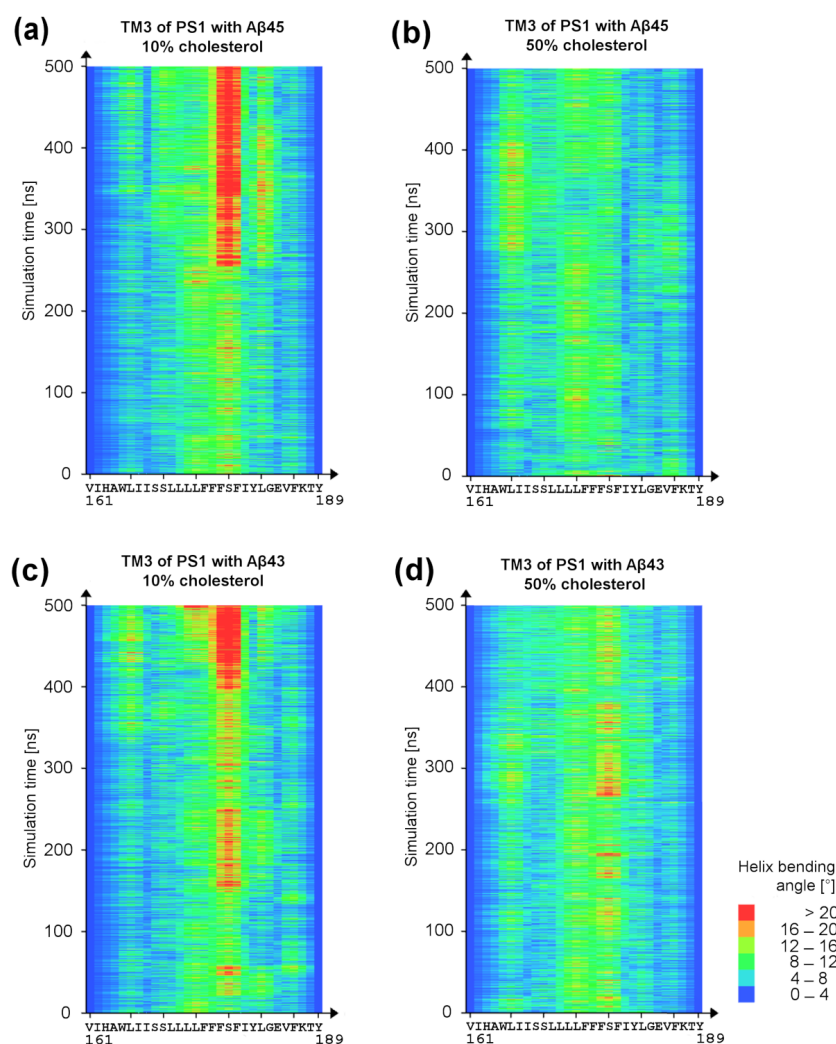 (a)
TM3 of PS1 with Aβ45
10% cholesterol
Simulation time [ns]
500
400
300
200
100
0
VIHAWLIISSLLLLFFFSFIYLGEVFKTY
161 189
(b)
TM3 of PS1 with Aβ45
50% cholesterol
Simulation time [ns]
500
400
300
200
100
0
VIHAWLIISSLLLLFFFSFIYLGEVFKTY
161 189
(c)
TM3 of PS1 with Aβ43
10% cholesterol
Simulation time [ns]
500
400
300
200
100
0
VIHAWLIISSLLLLFFFSFIYLGEVFKTY
161 189
(d)
TM3 of PS1 with Aβ43
50% cholesterol
Simulation time [ns]
500
400
300
200
100
0
VIHAWLIISSLLLLFFFSFIYLGEVFKTY
161 189
Helix bending
angle [°]
> 20
16 – 20
12 – 16
8 – 12
4 – 8
0 – 4